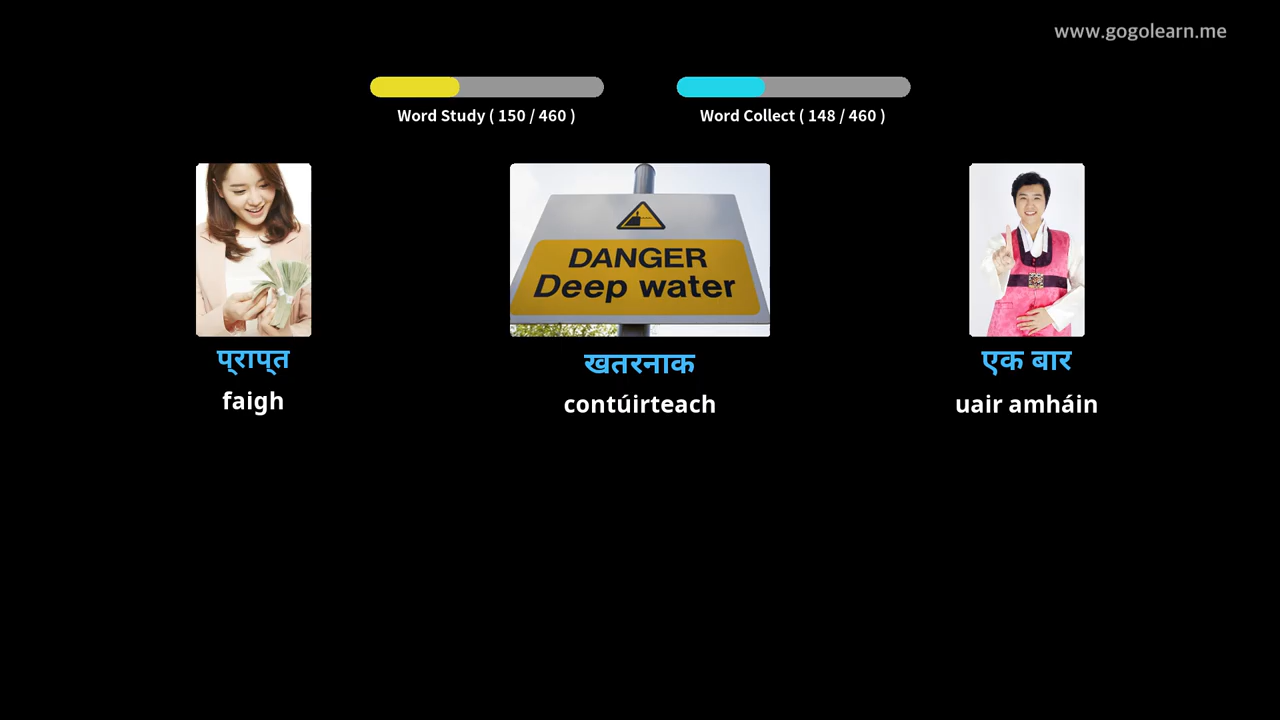 www.gogolearn.me
Word Study ( 150 / 460 )
Word Collect ( 148 / 460 )
DANGER
Deep water
प्राप्त
faigh
खतरनाक
contúirteach
एक बार
uair amháin